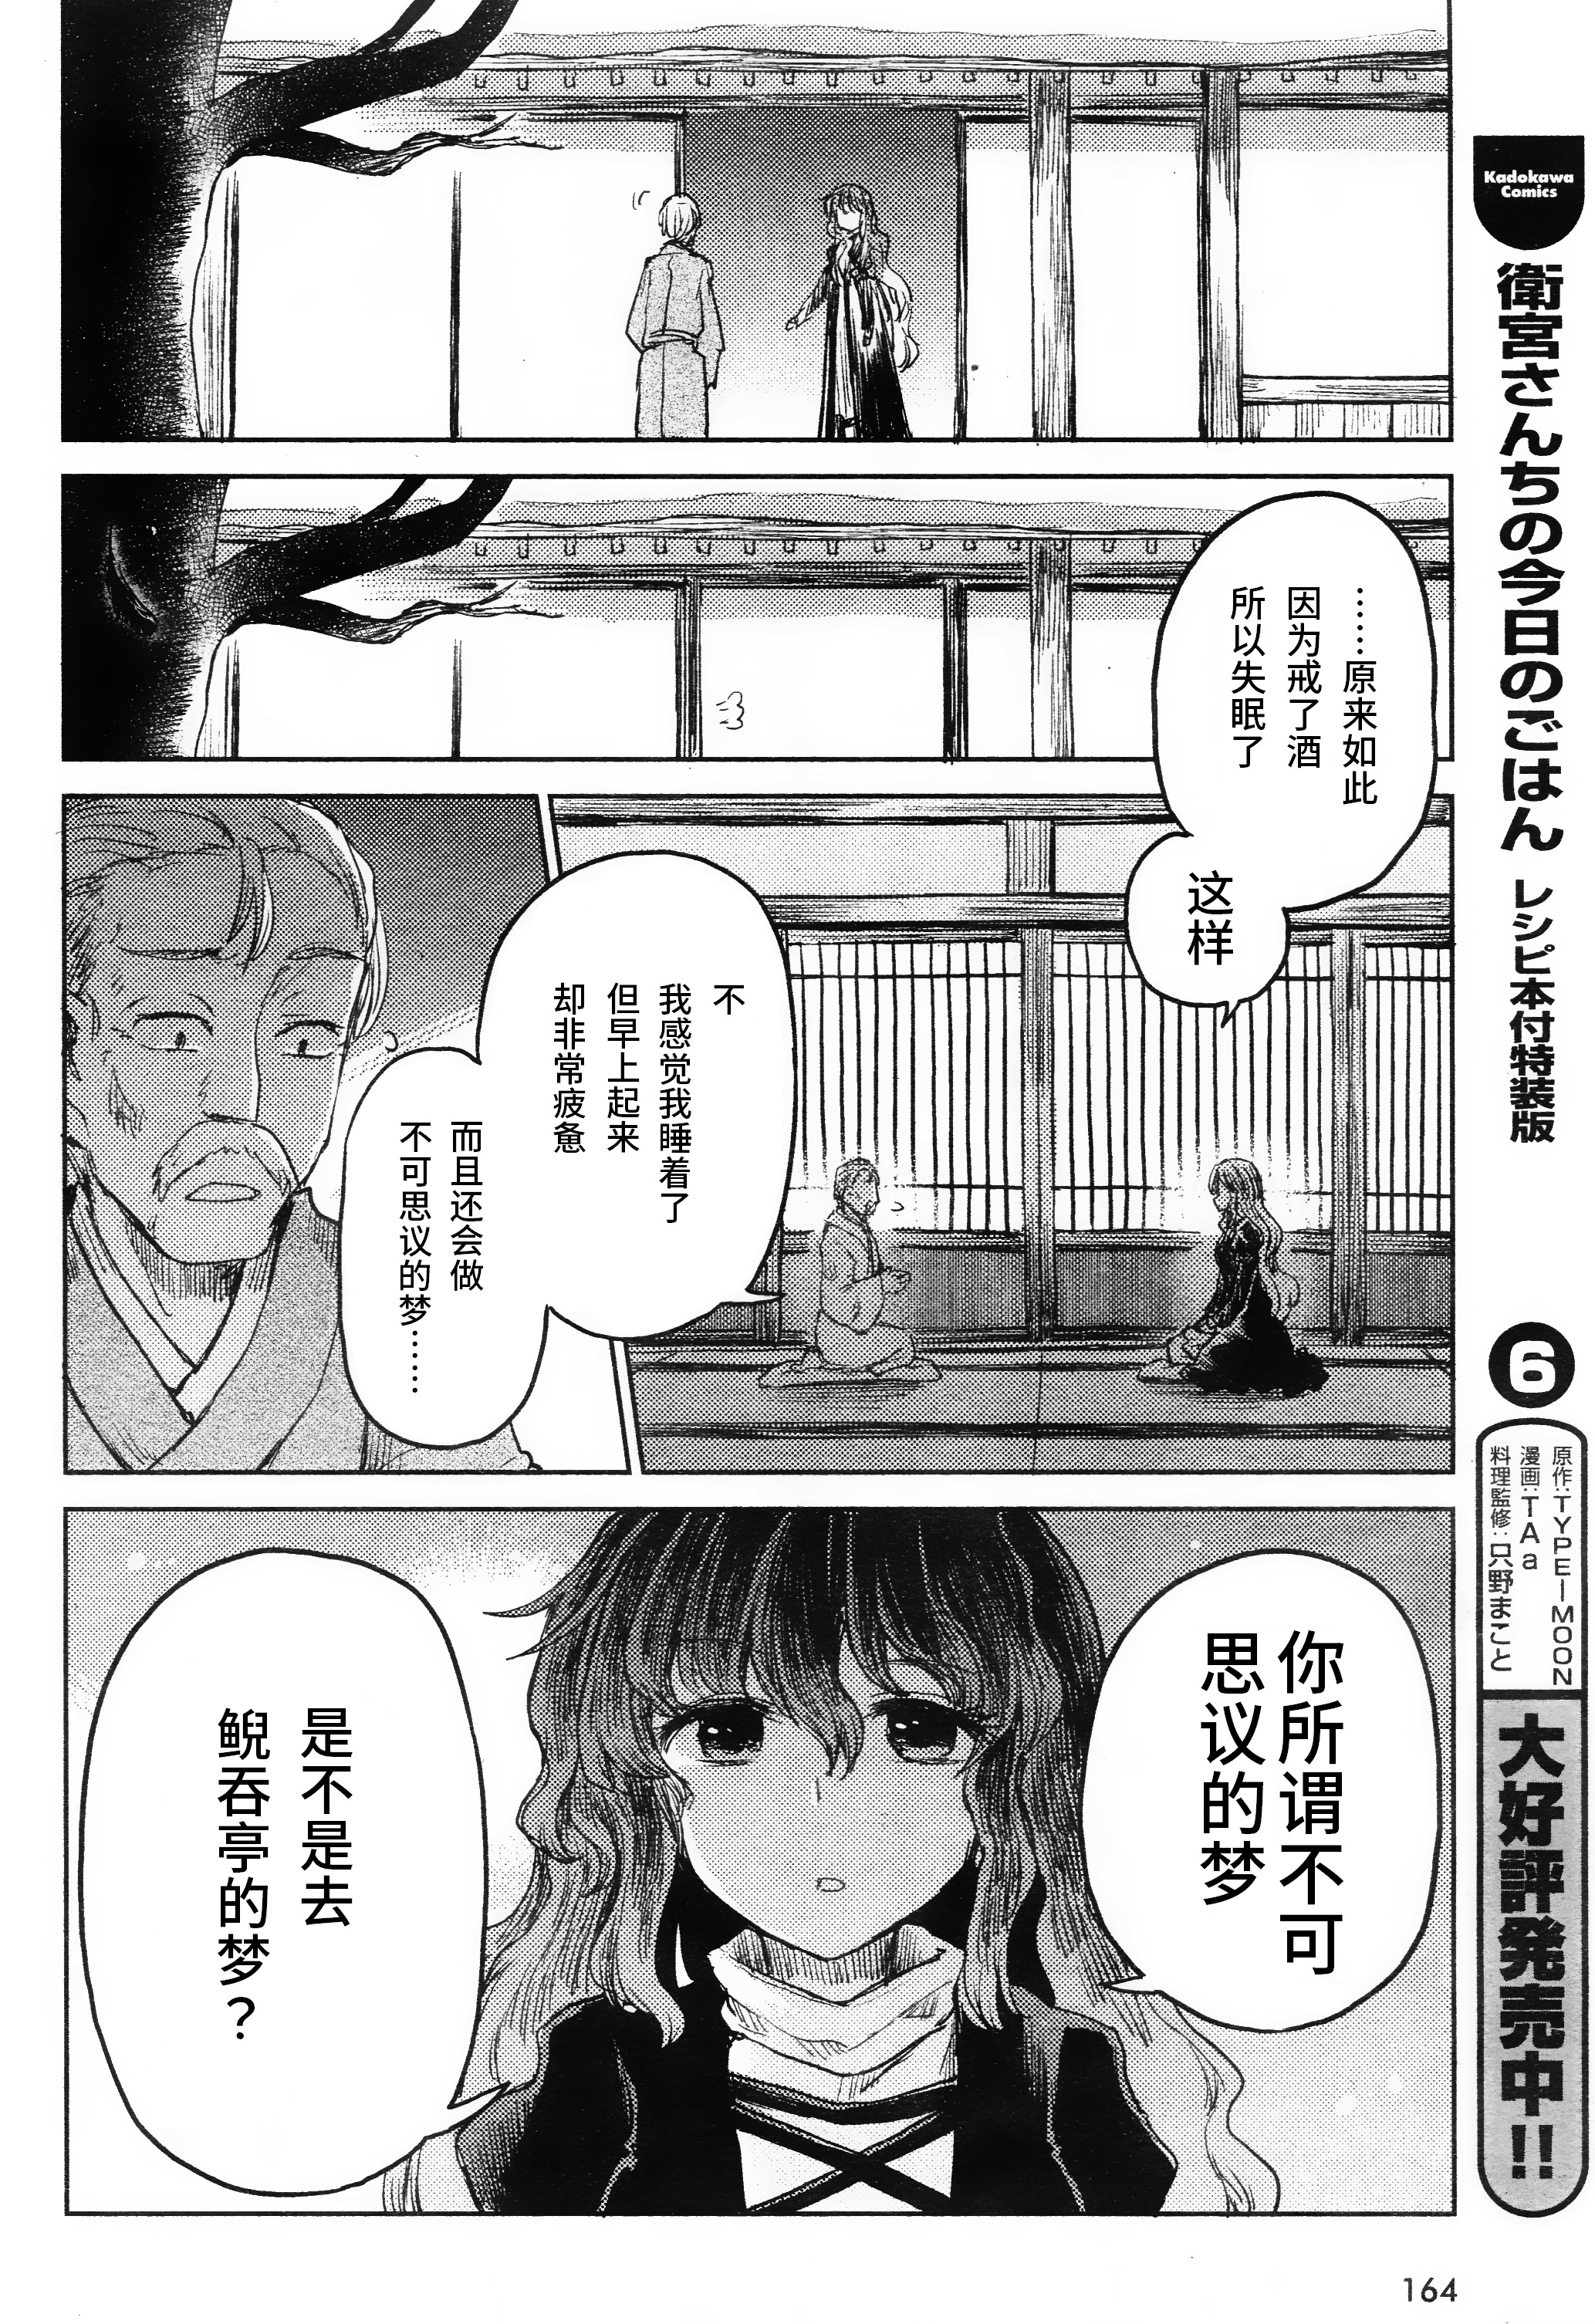 ……原来如此
因为戒了酒
所以失眠了
这样
不
我感觉我睡着了
但早上起来
却非常疲惫
而且还会做
不可思议的梦……
你所谓不可
思议的梦
是不是去
鲵吞亭的梦？
Kadokawa
Comics
衛宮さんちの今日のごはん レシピ本付特装版
6
原作:TYPE-MOON
漫画:TAa
料理監修:只野まこと
大好評発売中!!
164